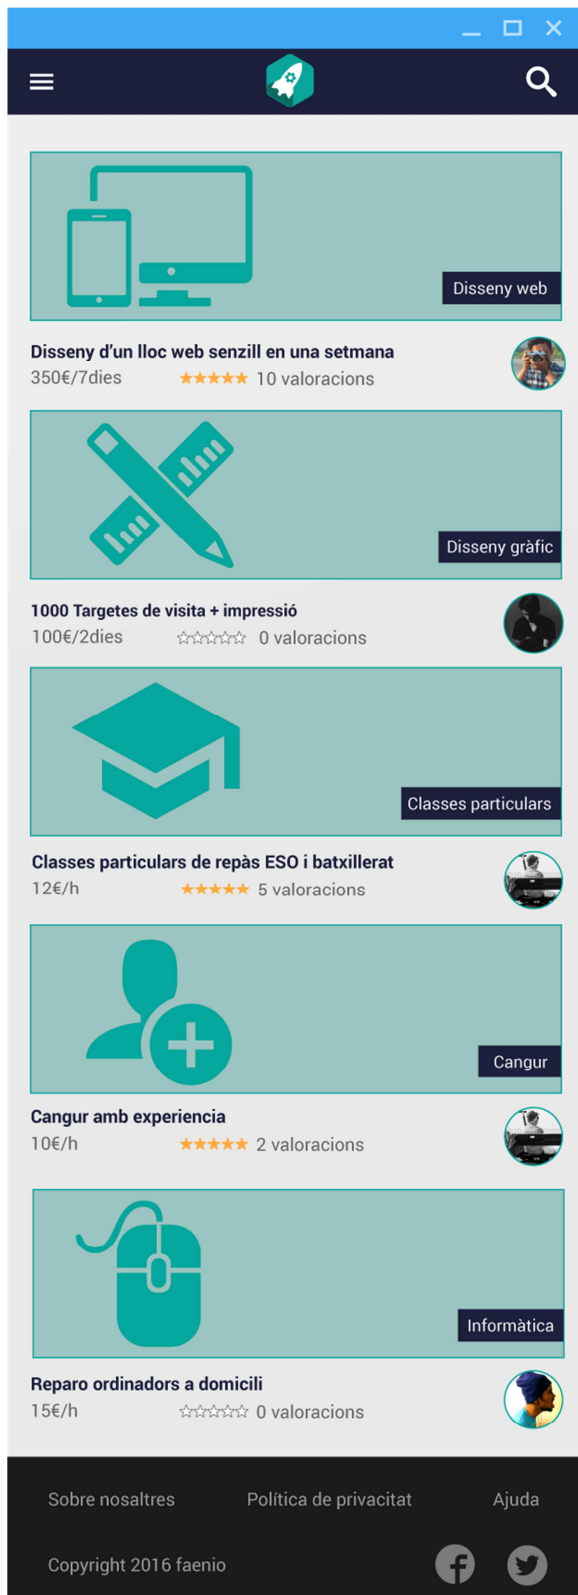 Disseny web
Disseny d'un lloc web senzill en una setmana
350€/7dies 10 valoracions
Disseny gràfic
1000 Targetes de visita + impressió
100€/2dies 0 valoracions
Classes particulars
Classes particulars de repàs ESO i batxillerat
12€/h 5 valoracions
Cangur
Cangur amb experiencia
10€/h 2 valoracions
Informàtica
Reparo ordinadors a domicili
15€/h 0 valoracions
Sobre nosaltres Política de privacitat Ajuda
Copyright 2016 faenio